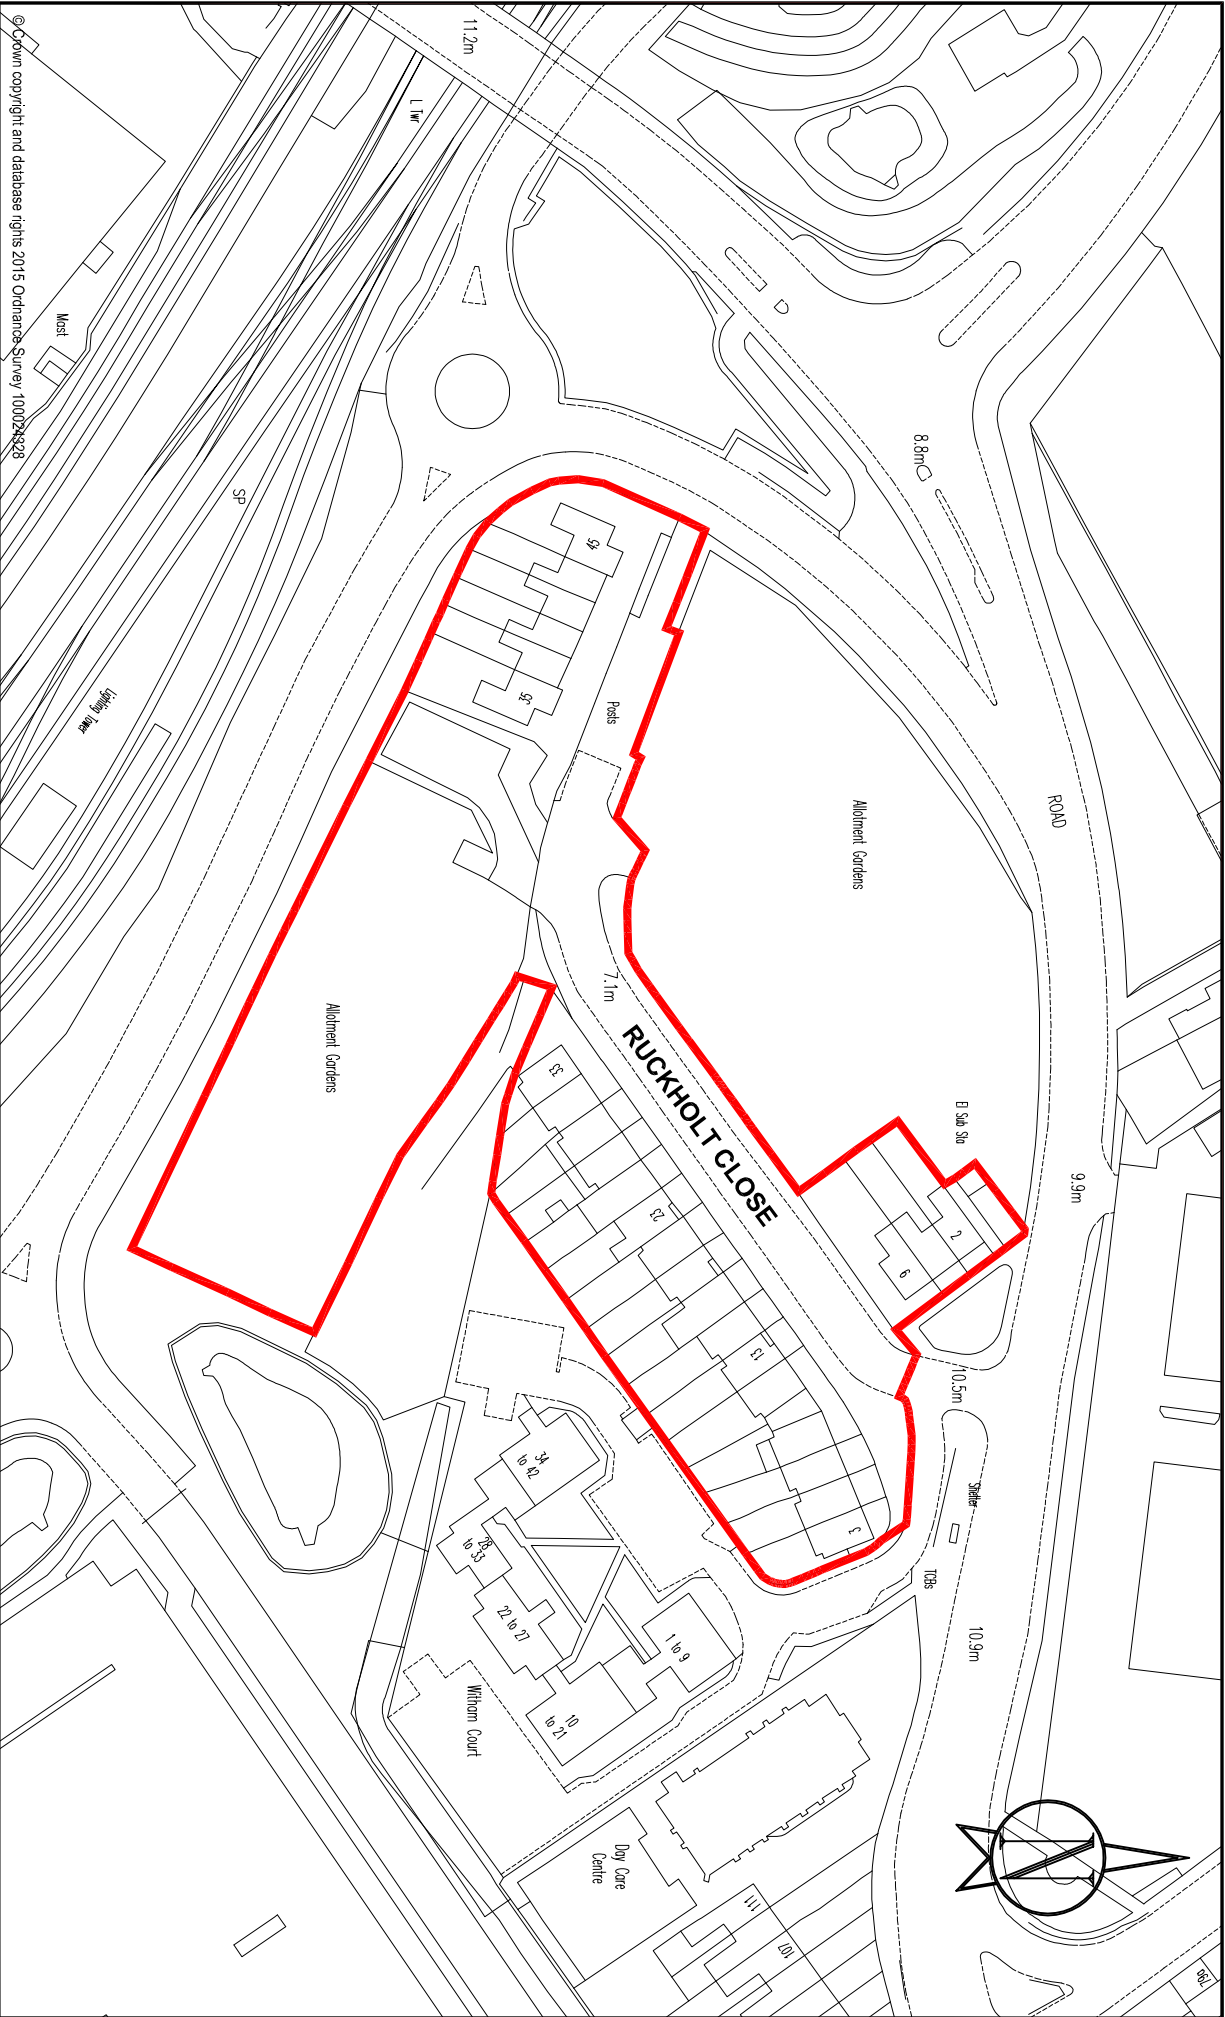 11.2m
L Twr
© Crown copyright and database rights 2015 Ordnance Survey 100024328
Mast
SP
Lighting Tower
8.8m
ROAD
45
35
Posts
Allotment Gardens
Allotment Gardens
7.1m
RUCKHOLT CLOSE
El Sub Sta
9.9m
2
6
33
23
13
3
10.5m
Shelter
TCBs
10.9m
34
to 42
28
to 33
22 to 27
1 to 9
10
to 21
Witham Court
Day Care
Centre
111
107
79a
N